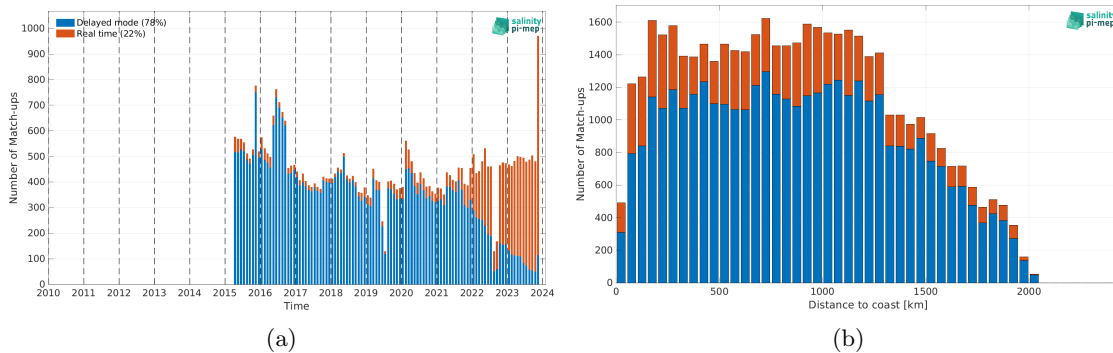 Delayed mode (78%)
Real time (22%)
salinity
pi-mep
Number of Match-ups
1000
900
800
700
600
500
400
300
200
100
0
2010 2011 2012 2013 2014 2015 2016 2017 2018 2019 2020 2021 2022 2023 2024
Time
(a)
salinity
pi-mep
Number of Match-ups
1600
1400
1200
1000
800
600
400
200
0
0 500 1000 1500 2000
Distance to coast [km]
(b)